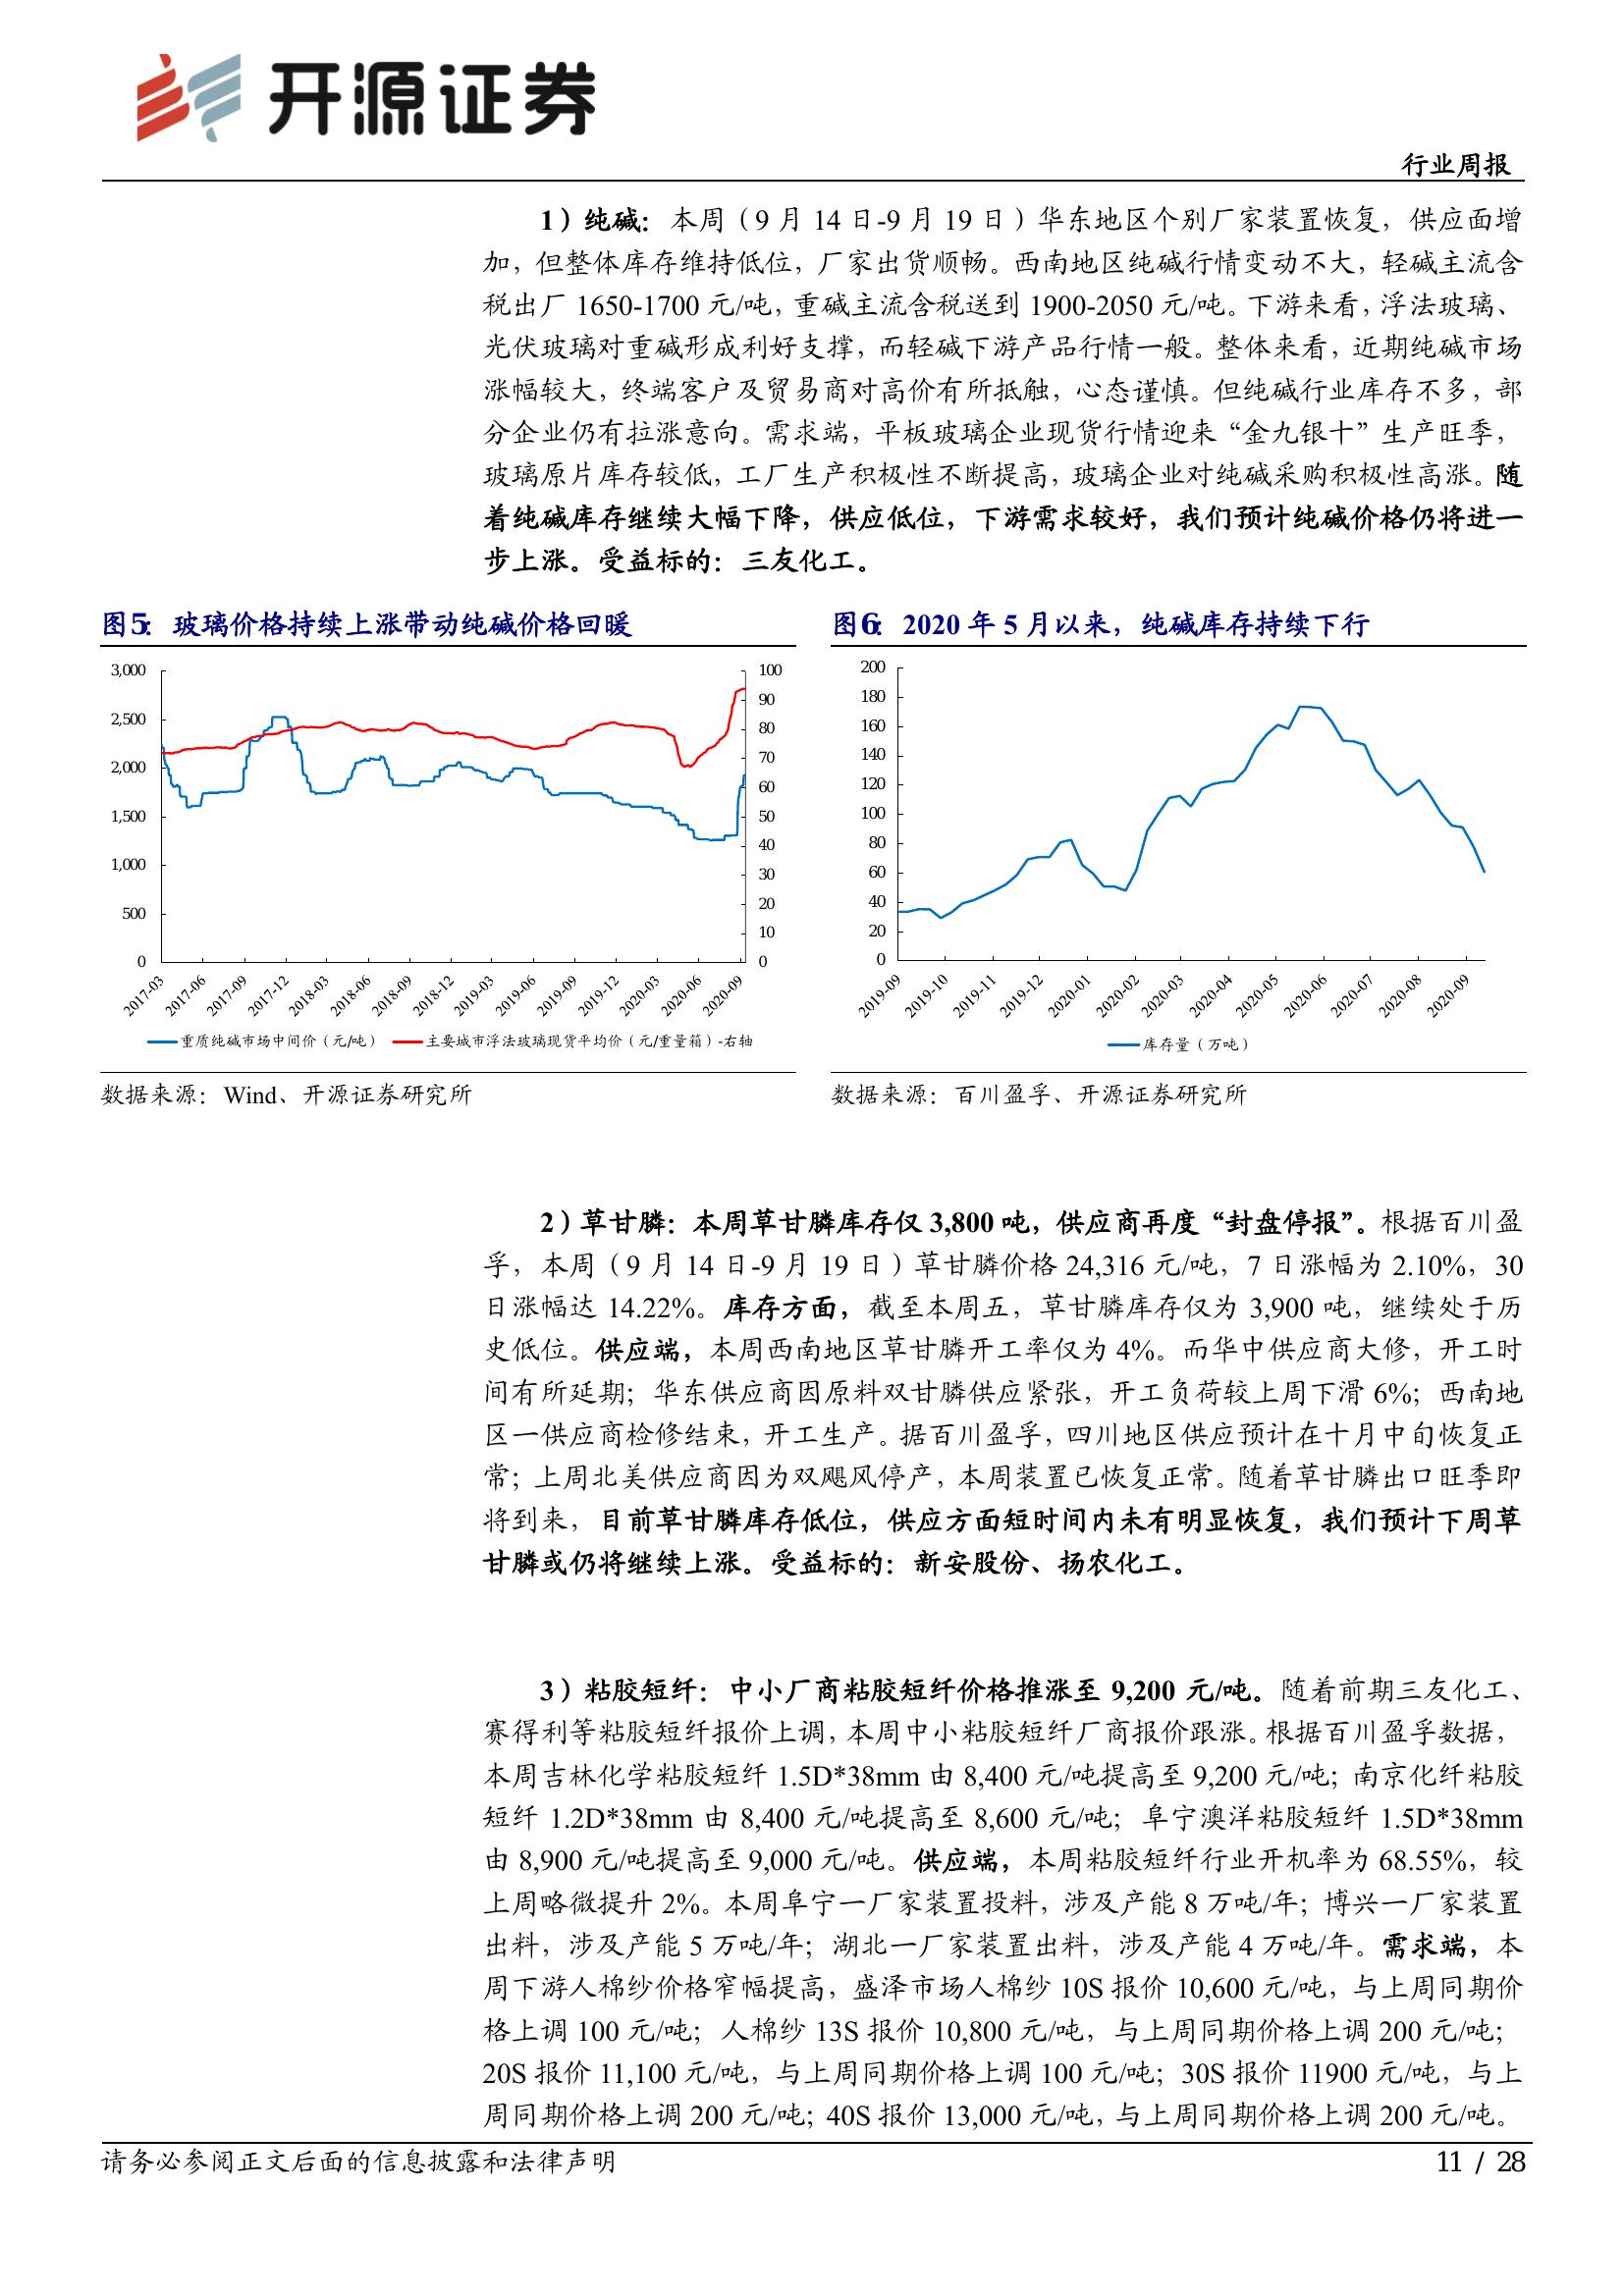 开源证券
行业周报
1）纯碱：本周（9 月 14 日-9 月 19 日）华东地区个别厂家装置恢复，供应面增
加，但整体库存维持低位，厂家出货顺畅。西南地区纯碱行情变动不大，轻碱主流含
税出厂 1650-1700 元/吨，重碱主流含税送到 1900-2050 元/吨。下游来看，浮法玻璃、
光伏玻璃对重碱形成利好支撑，而轻碱下游产品行情一般。整体来看，近期纯碱市场
涨幅较大，终端客户及贸易商对高价有所抵触，心态谨慎。但纯碱行业库存不多，部
分企业仍有拉涨意向。需求端，平板玻璃企业现货行情迎来“金九银十”生产旺季，
玻璃原片库存较低，工厂生产积极性不断提高，玻璃企业对纯碱采购积极性高涨。随
着纯碱库存继续大幅下降，供应低位，下游需求较好，我们预计纯碱价格仍将进一
步上涨。受益标的：三友化工。
图5：玻璃价格持续上涨带动纯碱价格回暖
3,000
2,500
2,000
1,500
1,000
500
0
100
90
80
70
60
50
40
30
20
10
0
2017-03
2017-06
2017-09
2017-12
2018-03
2018-06
2018-09
2018-12
2019-03
2019-06
2019-09
2019-12
2020-03
2020-06
2020-09
重质纯碱市场中间价（元/吨）
主要城市浮法玻璃现货平均价（元/重量箱）-右轴
数据来源：Wind、开源证券研究所
图6：2020 年 5 月以来，纯碱库存持续下行
200
180
160
140
120
100
80
60
40
20
0
2019-09
2019-10
2019-11
2019-12
2020-01
2020-02
2020-03
2020-04
2020-05
2020-06
2020-07
2020-08
2020-09
库存量（万吨）
数据来源：百川盈孚、开源证券研究所
2）草甘膦：本周草甘膦库存仅 3,800 吨，供应商再度“封盘停报”。根据百川盈
孚，本周（9 月 14 日-9 月 19 日）草甘膦价格 24,316 元/吨，7 日涨幅为 2.10%，30
日涨幅达 14.22%。库存方面，截至本周五，草甘膦库存仅为 3,900 吨，继续处于历
史低位。供应端，本周西南地区草甘膦开工率仅为 4%。而华中供应商大修，开工时
间有所延期；华东供应商因原料双甘膦供应紧张，开工负荷较上周下滑 6%；西南地
区一供应商检修结束，开工生产。据百川盈孚，四川地区供应预计在十月中旬恢复正
常；上周北美供应商因为双飓风停产，本周装置已恢复正常。随着草甘膦出口旺季即
将到来，目前草甘膦库存低位，供应方面短时间内未有明显恢复，我们预计下周草
甘膦或仍将继续上涨。受益标的：新安股份、扬农化工。
3）粘胶短纤：中小厂商粘胶短纤价格推涨至 9,200 元/吨。随着前期三友化工、
赛得利等粘胶短纤报价上调，本周中小粘胶短纤厂商报价跟涨。根据百川盈孚数据，
本周吉林化学粘胶短纤 1.5D*38mm 由 8,400 元/吨提高至 9,200 元/吨；南京化纤粘胶
短纤 1.2D*38mm 由 8,400 元/吨提高至 8,600 元/吨；阜宁澳洋粘胶短纤 1.5D*38mm
由 8,900 元/吨提高至 9,000 元/吨。供应端，本周粘胶短纤行业开机率为 68.55%，较
上周略微提升 2%。本周阜宁一厂家装置投料，涉及产能 8 万吨/年；博兴一厂家装置
出料，涉及产能 5 万吨/年；湖北一厂家装置出料，涉及产能 4 万吨/年。需求端，本
周下游人棉纱价格窄幅提高，盛泽市场人棉纱 10S 报价 10,600 元/吨，与上周同期价
格上调 100 元/吨；人棉纱 13S 报价 10,800 元/吨，与上周同期价格上调 200 元/吨；
20S 报价 11,100 元/吨，与上周同期价格上调 100 元/吨；30S 报价 11900 元/吨，与上
周同期价格上调 200 元/吨；40S 报价 13,000 元/吨，与上周同期价格上调 200 元/吨。
请务必参阅正文后面的信息披露和法律声明
11 / 28